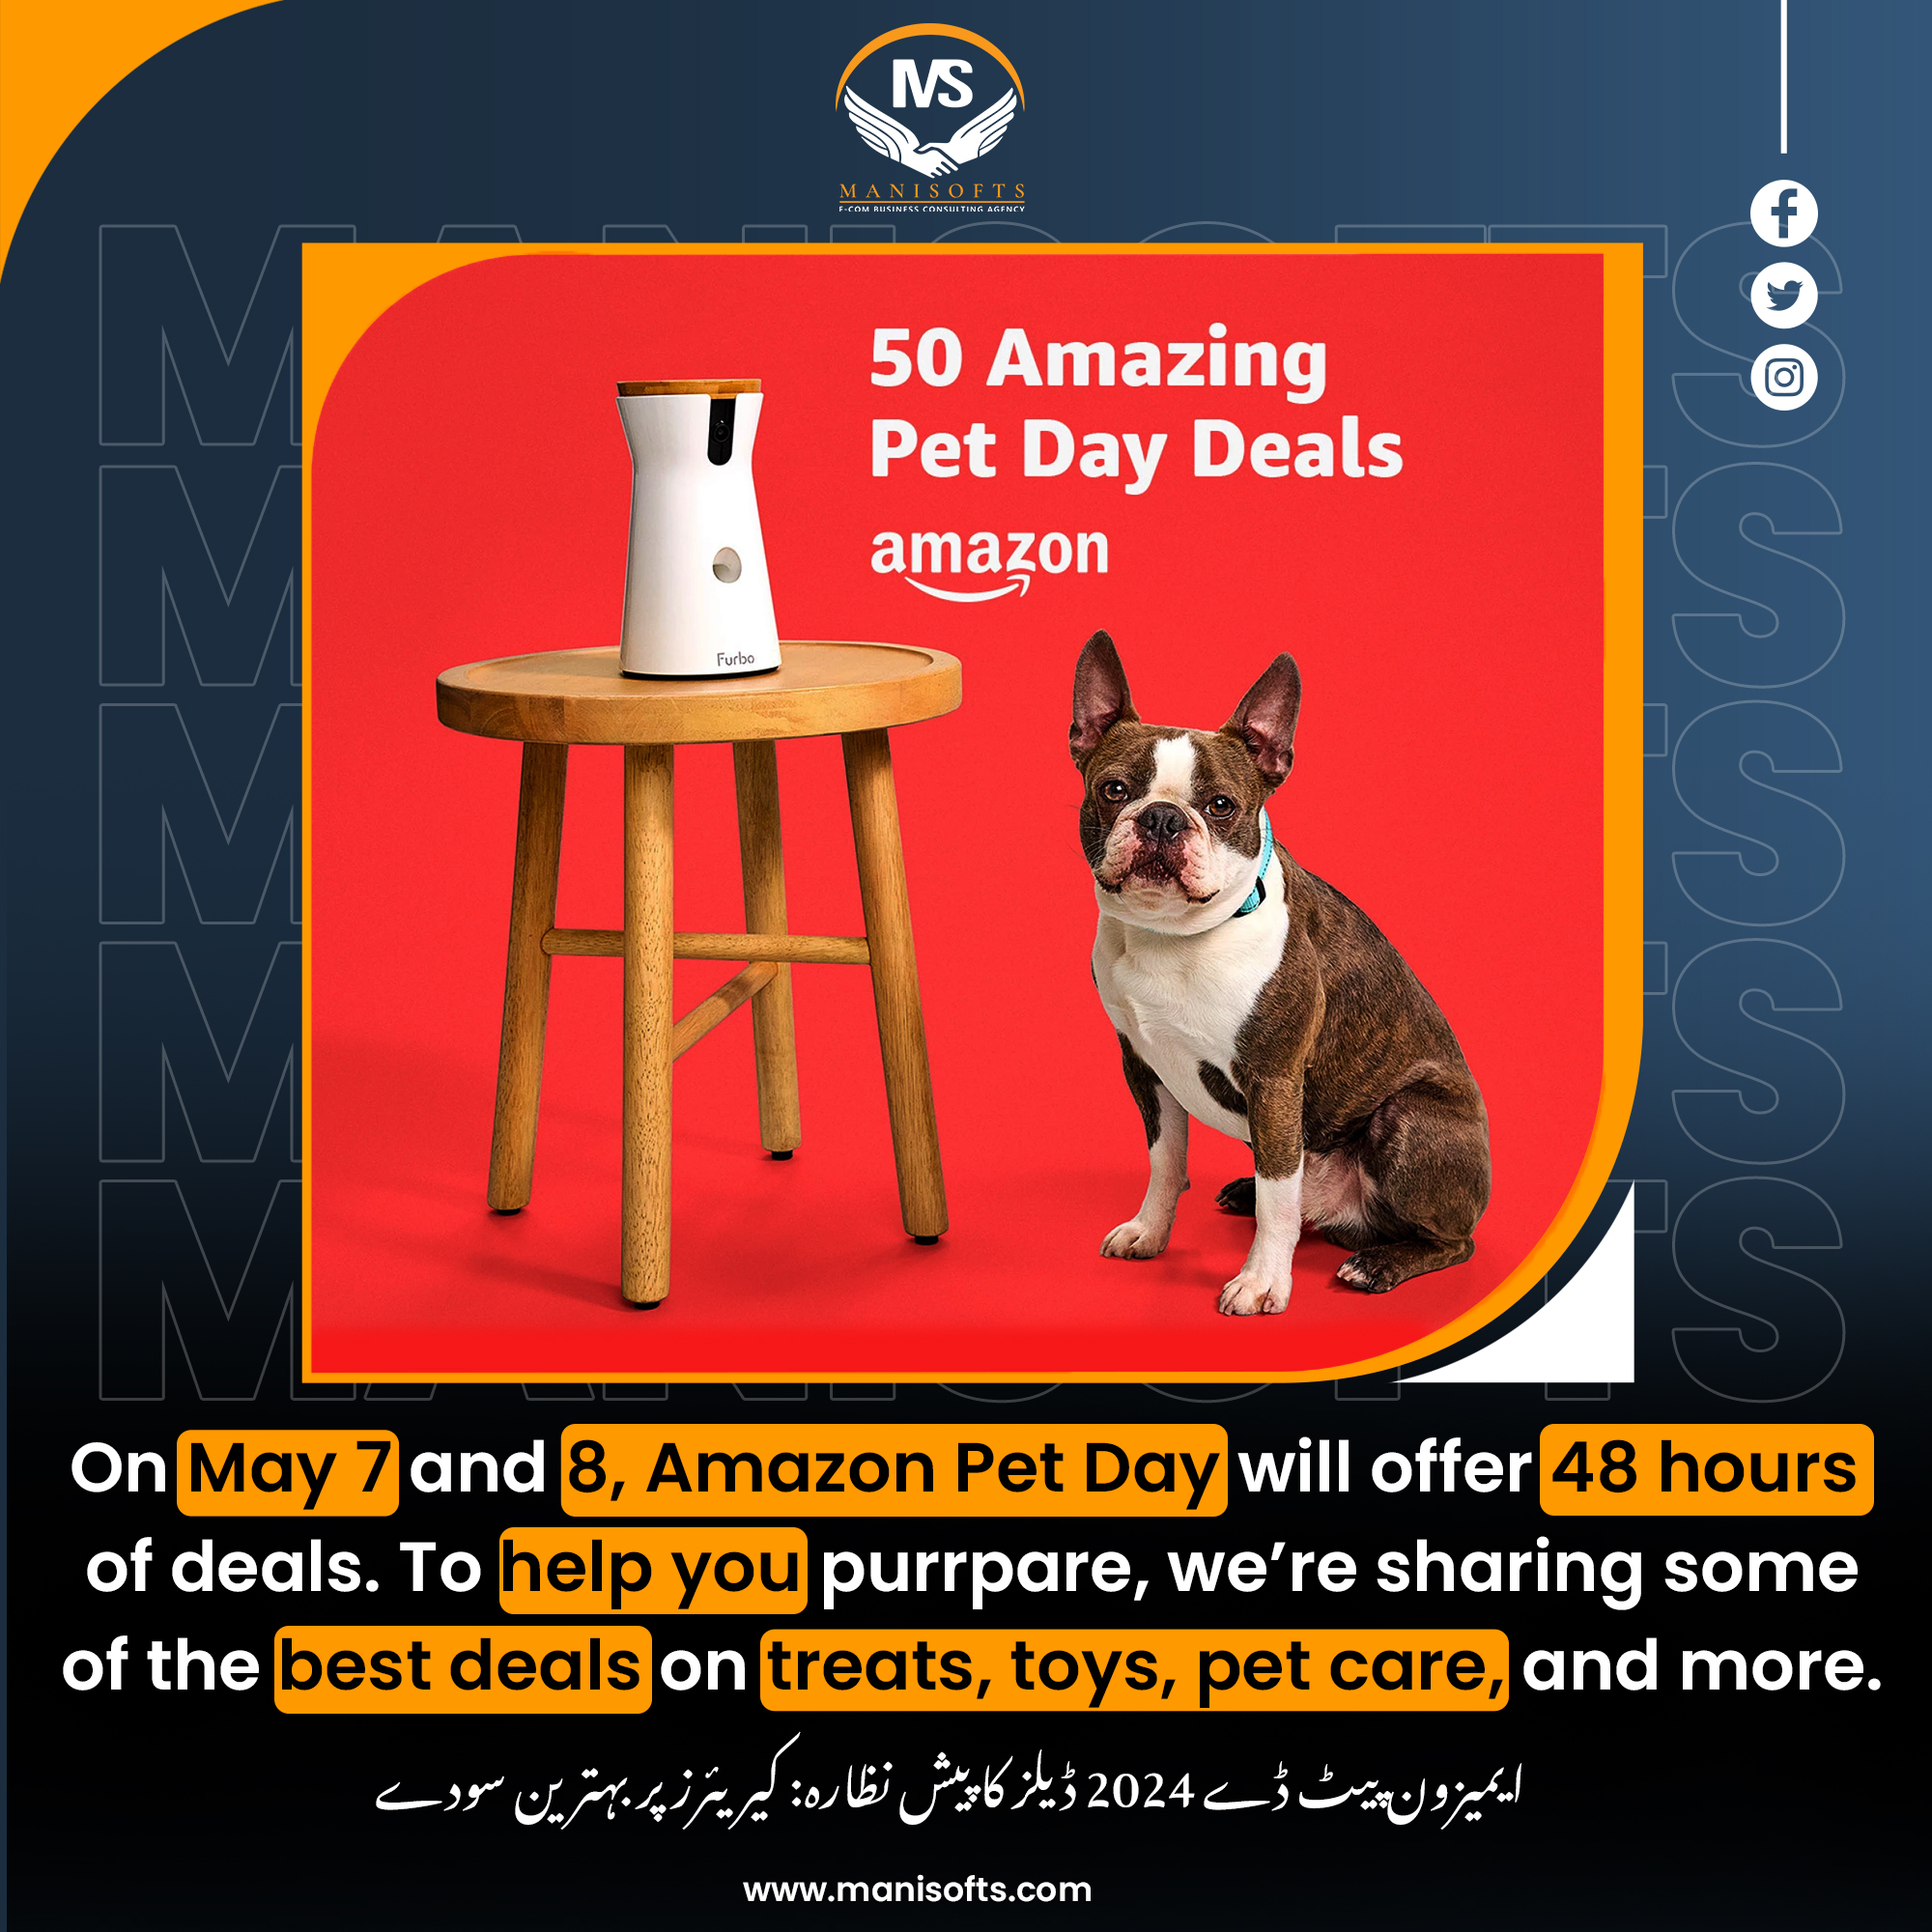 MS
MANISOFTS
E-COM BUSINESS CONSULTING AGENCY
50 Amazing
Pet Day Deals
amazon
Furbo
On May 7 and 8, Amazon Pet Day will offer 48 hours
of deals. To help you purrpare, we’re sharing some
of the best deals on treats, toys, pet care, and more.
ایمیزون پیٹ ڈے 2024 ڈیلز کا پیش نظارہ: کیریئرز پر بہترین سودے
www.manisofts.com